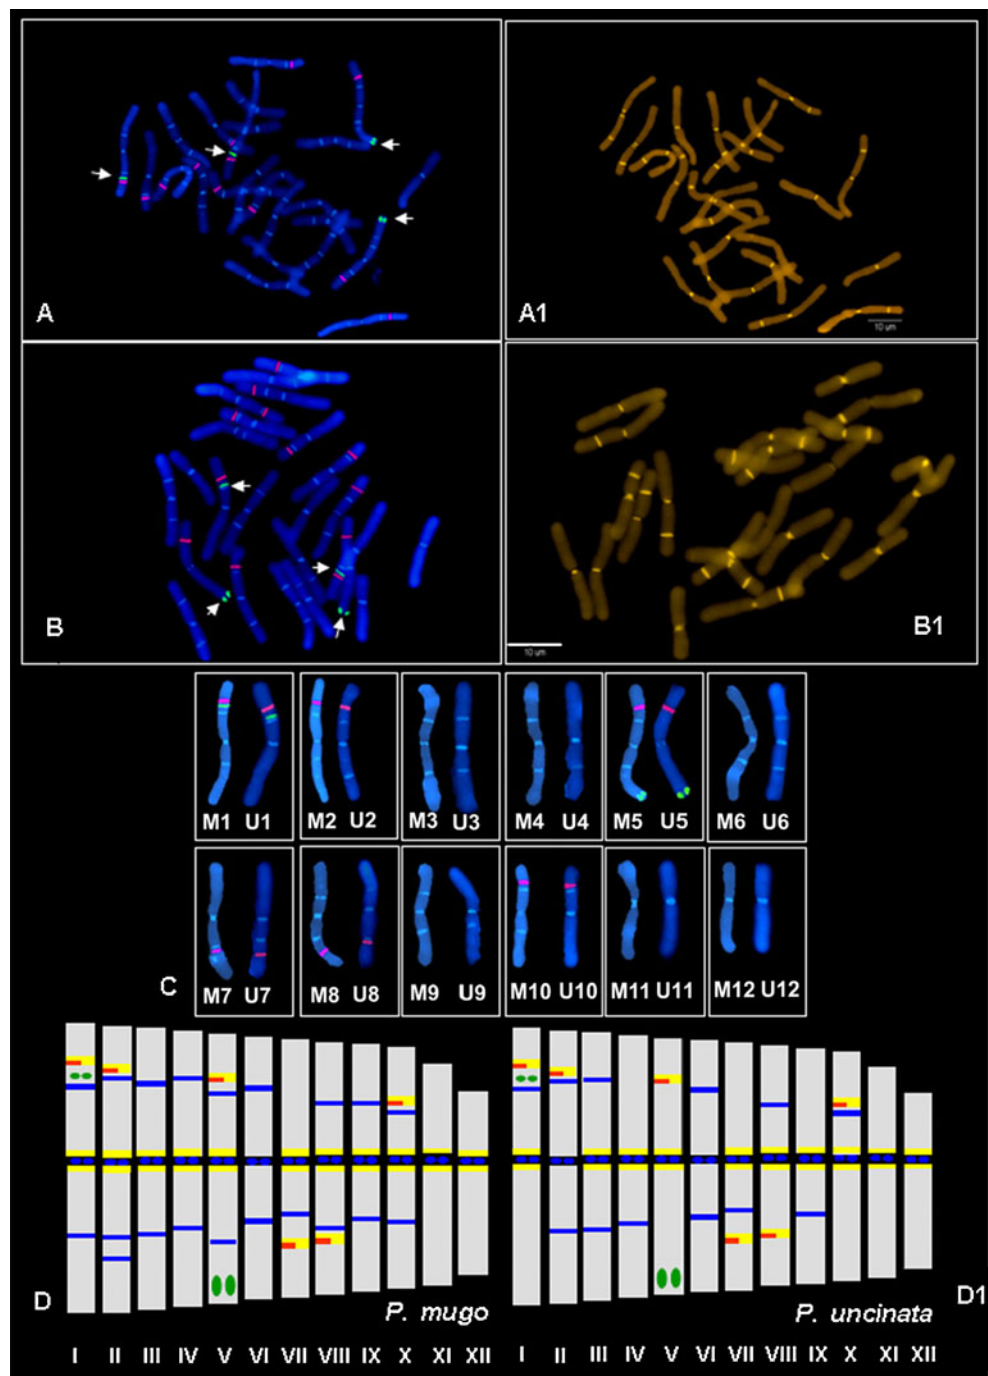 A
A1
10 um
B
B1
10 um
M1 U1
M2 U2
M3 U3
M4 U4
M5 U5
M6 U6
C
M7 U7
M8 U8
M9 U9
M10 U10
M11 U11
M12 U12
D
P. mugo
P. uncinata
D1
I II III IV V VI VII VIII IX X XI XII
I II III IV V VI VII VIII IX X XI XII